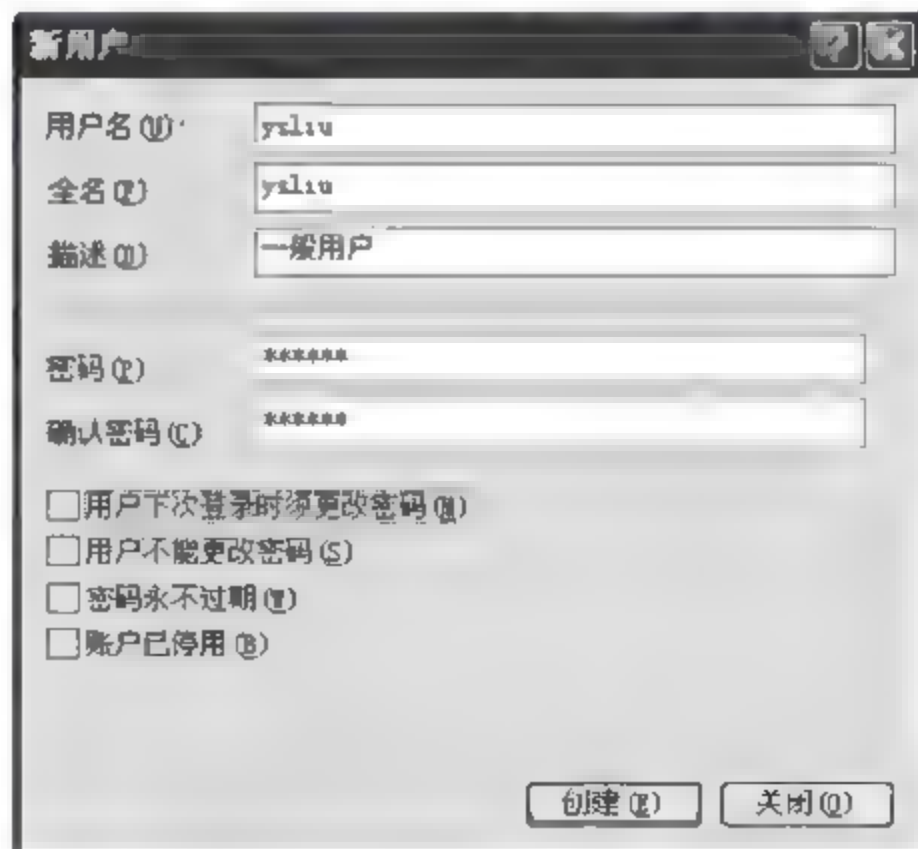 新用户
用户名(U)
ysliu
全名(F)
ysliu
描述(D)
一般用户
密码(P)
******
确认密码(C)
******
用户下次登录时须更改密码(M)
用户不能更改密码(S)
密码永不过期(W)
账户已停用(B)
创建(E)
关闭(O)